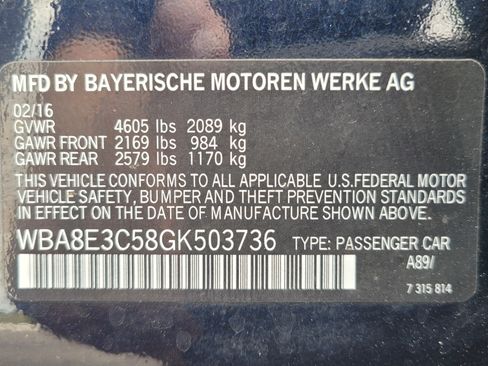 MFD BY BAYERISCHE MOTOREN WERKE AG
02/16
GVWR 4605 lbs 2089 kg
GAWR FRONT 2169 lbs 984 kg
GAWR REAR 2579 lbs 1170 kg
THIS VEHICLE CONFORMS TO ALL APPLICABLE U.S.FEDERAL MOTOR
VEHICLE SAFETY, BUMPER AND THEFT PREVENTION STANDARDS
IN EFFECT ON THE DATE OF MANUFACTURE SHOWN ABOVE.
WBA8E3C58GK503736 TYPE: PASSENGER CAR
A89/
7 315 814